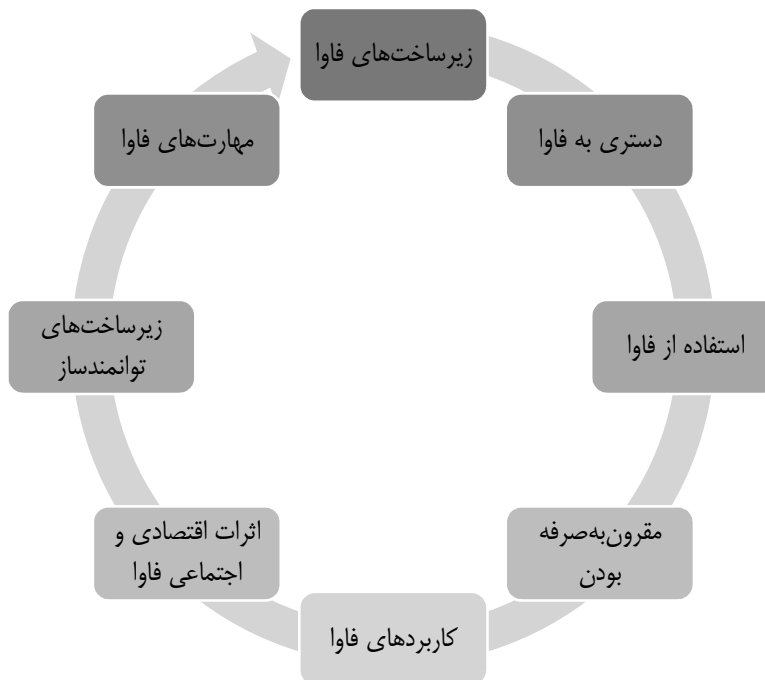 زیرساخت‌های فاوا
دستری به فاوا
استفاده از فاوا
مقرون‌به‌صرفه
بودن
کاربردهای فاوا
اثرات اقتصادی و
اجتماعی فاوا
زیرساخت‌های
توانمندساز
مهارت‌های فاوا